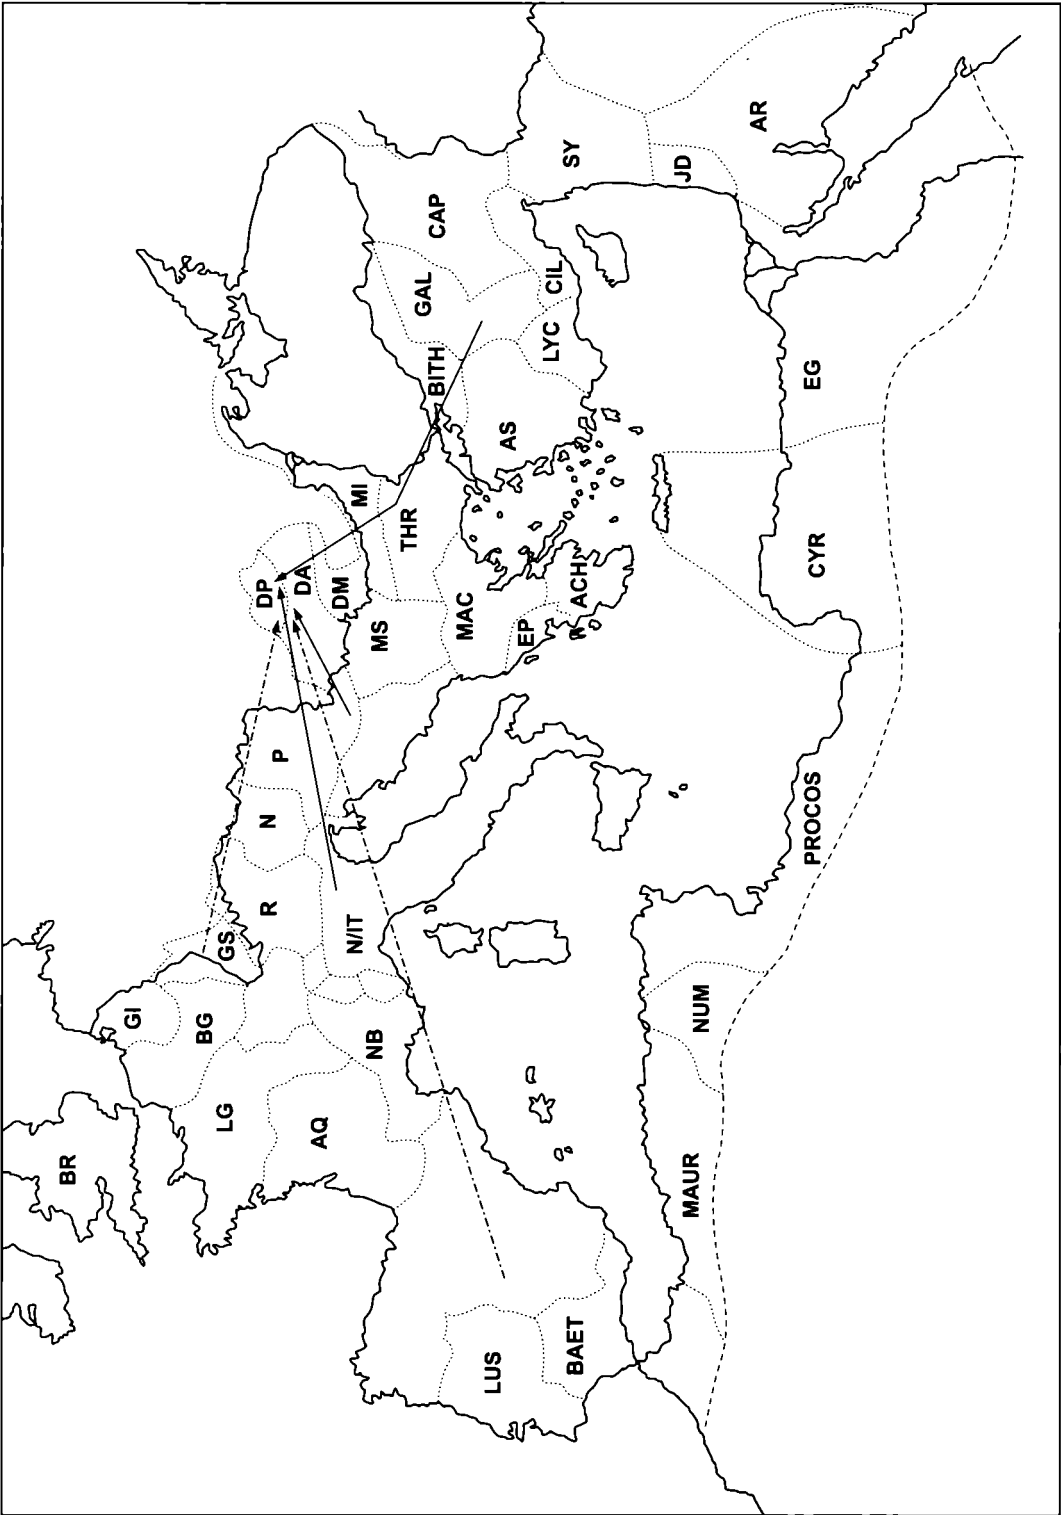 BR
GI
BG
GS
LG
R
N
P
DP
DA
DM
MI
AQ
NB
N/IT
MS
THR
BITH
GAL
CAP
MAC
EP
ACH
AS
LYC
CIL
SY
JD
AR
LUS
BAET
MAUR
NUM
PROCOS
CYR
EG